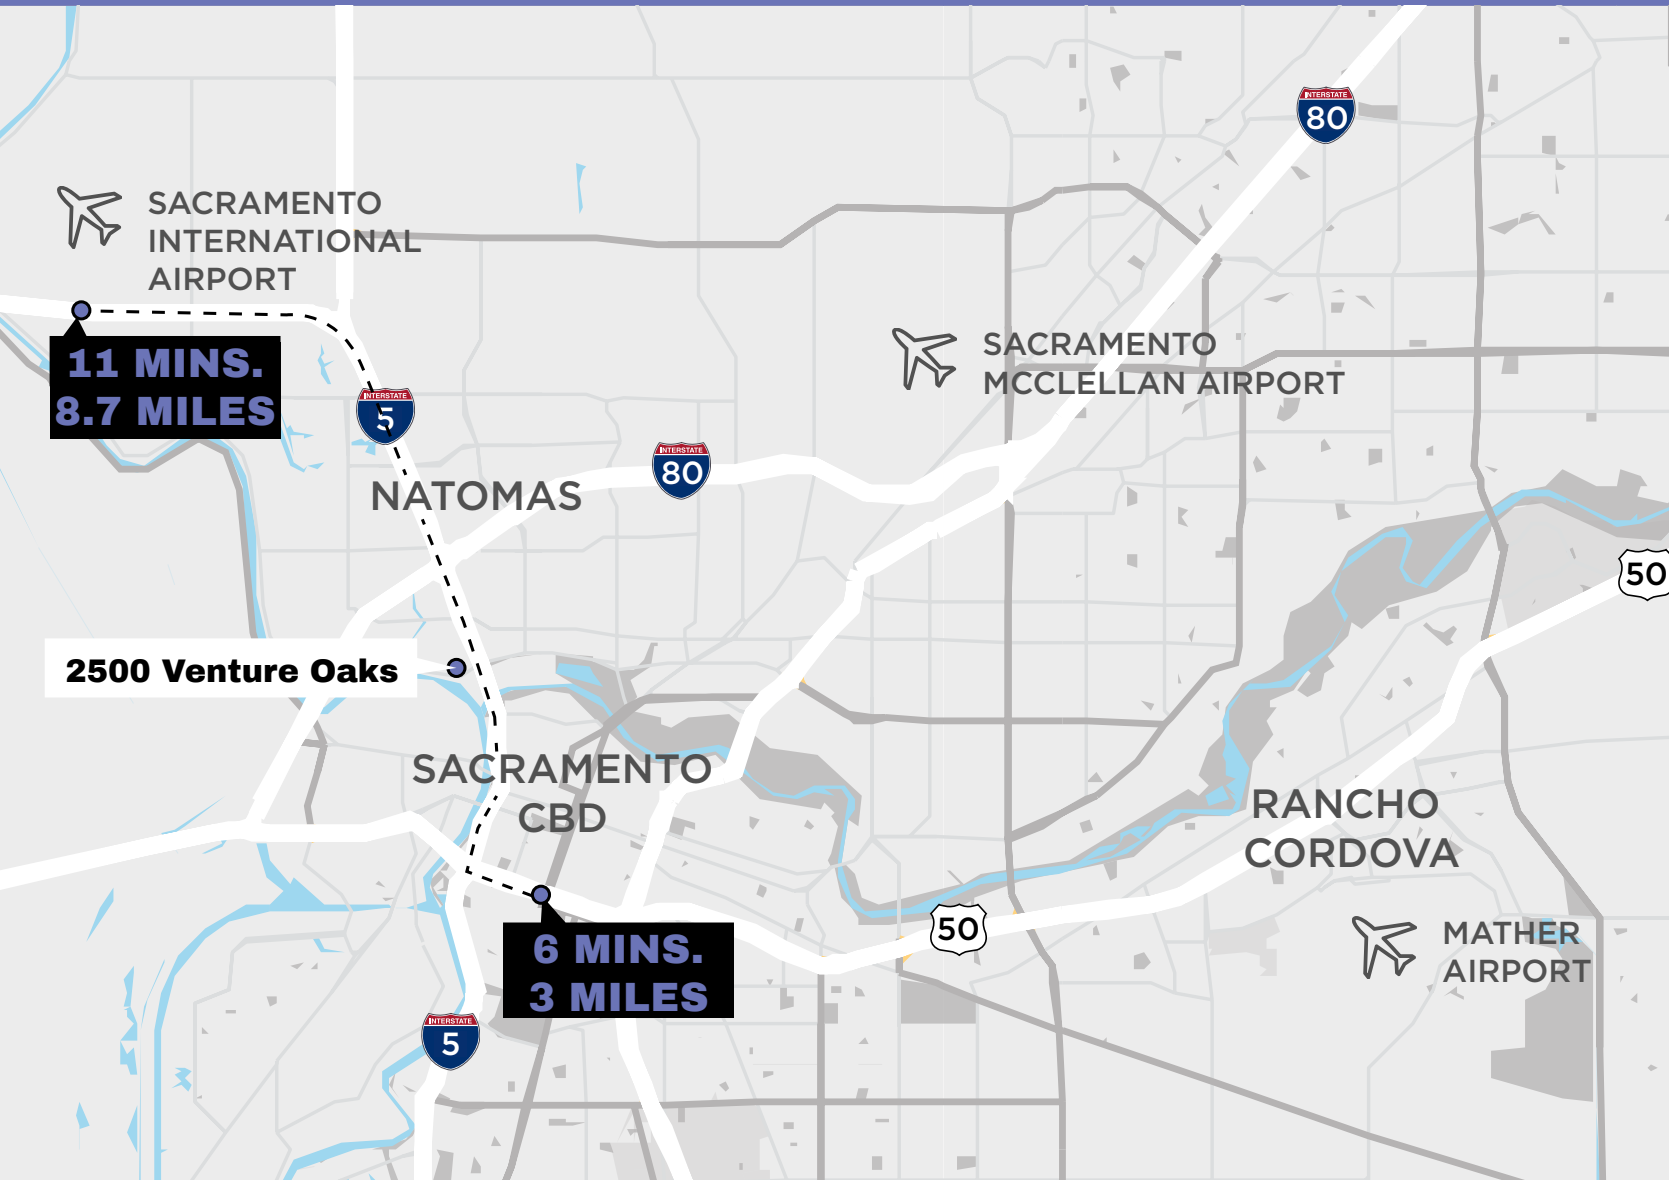 INTERSTATE
80
SACRAMENTO
INTERNATIONAL
AIRPORT
11 MINS.
8.7 MILES
SACRAMENTO
MCCLELLAN AIRPORT
INTERSTATE
5
INTERSTATE
80
NATOMAS
50
2500 Venture Oaks
SACRAMENTO
CBD
RANCHO
CORDOVA
50
6 MINS.
3 MILES
MATHER
AIRPORT
INTERSTATE
5